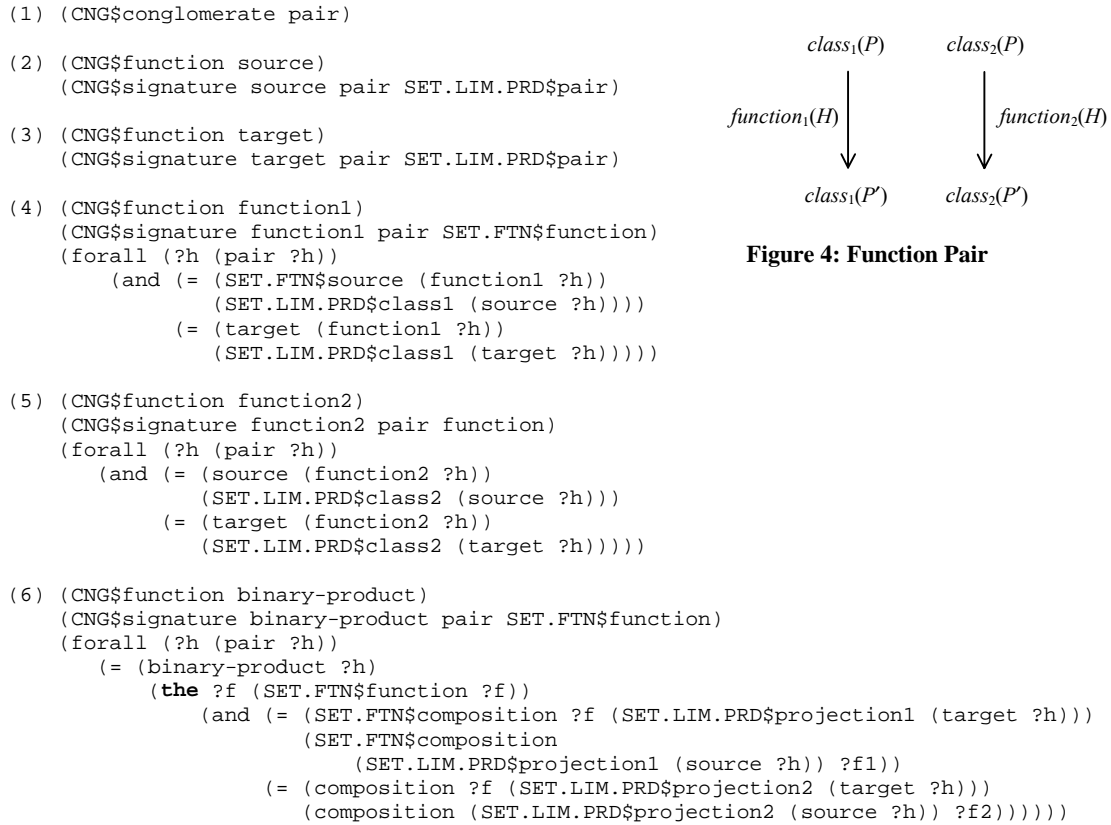 (1) (CNG$conglomerate pair)
(2) (CNG$function source)
(CNG$signature source pair SET.LIM.PRD$pair)
(3) (CNG$function target)
(CNG$signature target pair SET.LIM.PRD$pair)
(4) (CNG$function function1)
(CNG$signature function1 pair SET.FTN$function)
(forall (?h (pair ?h))
(and (= (SET.FTN$source (function1 ?h))
(SET.LIM.PRD$class1 (source ?h))))
(= (target (function1 ?h))
(SET.LIM.PRD$class1 (target ?h)))))
(5) (CNG$function function2)
(CNG$signature function2 pair function)
(forall (?h (pair ?h))
(and (= (source (function2 ?h))
(SET.LIM.PRD$class2 (source ?h)))
(= (target (function2 ?h))
(SET.LIM.PRD$class2 (target ?h)))))
(6) (CNG$function binary-product)
(CNG$signature binary-product pair SET.FTN$function)
(forall (?h (pair ?h))
(= (binary-product ?h)
(the ?f (SET.FTN$function ?f))
(and (= (SET.FTN$composition ?f (SET.LIM.PRD$projection1 (target ?h)))
(SET.FTN$composition
(SET.LIM.PRD$projection1 (source ?h)) ?f1))
(= (composition ?f (SET.LIM.PRD$projection2 (target ?h)))
(composition (SET.LIM.PRD$projection2 (source ?h)) ?f2))))))
class₁(P) class₂(P)
function₁(H) function₂(H)
class₁(P′) class₂(P′)
Figure 4: Function Pair